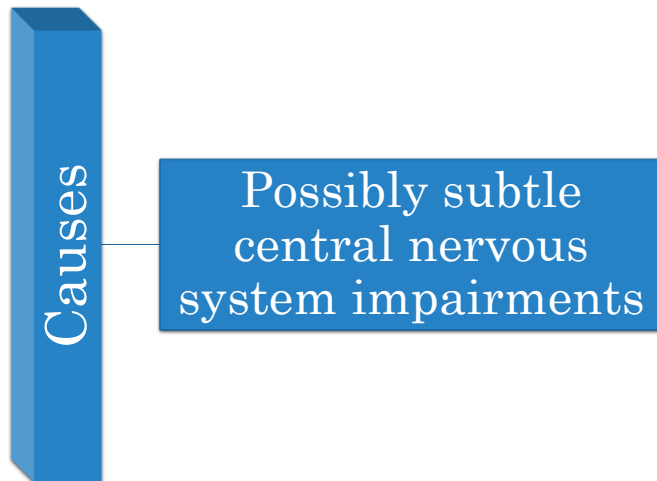 Causes
Possibly subtle
central nervous
system impairments